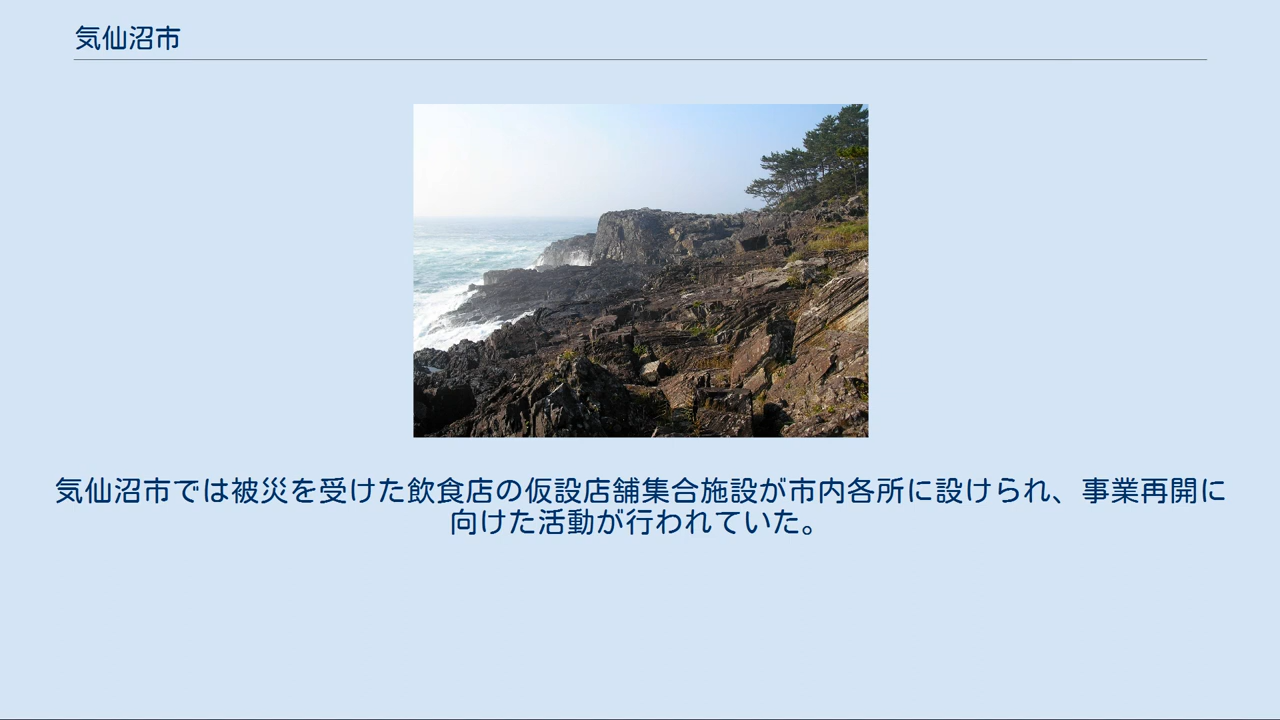 気仙沼市
気仙沼市では被災を受けた飲食店の仮設店舗集合施設が市内各所に設けられ、事業再開に
向けた活動が行われていた。